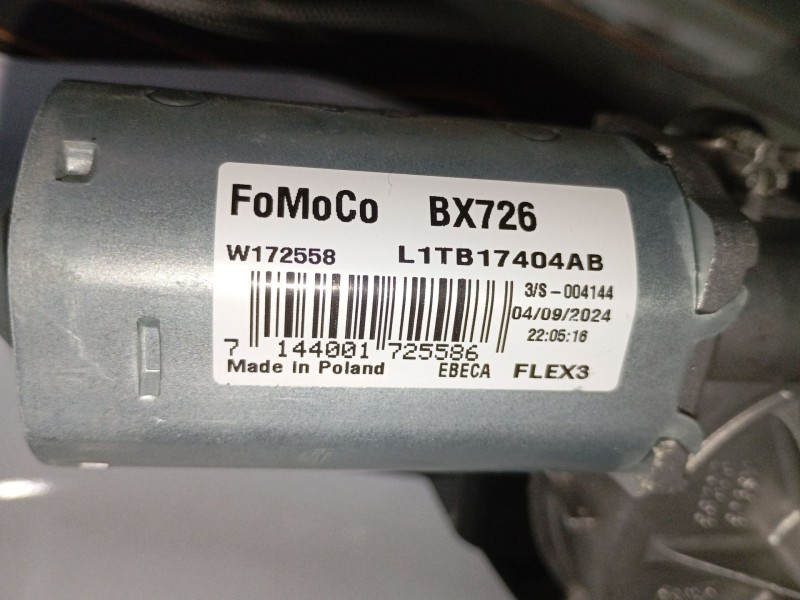 FoMoCo BX726
W172558 L1TB17404AB
3/S-004144
04/09/2024
22:05:16
7 144001 725586
Made in Poland EBECA FLEX3